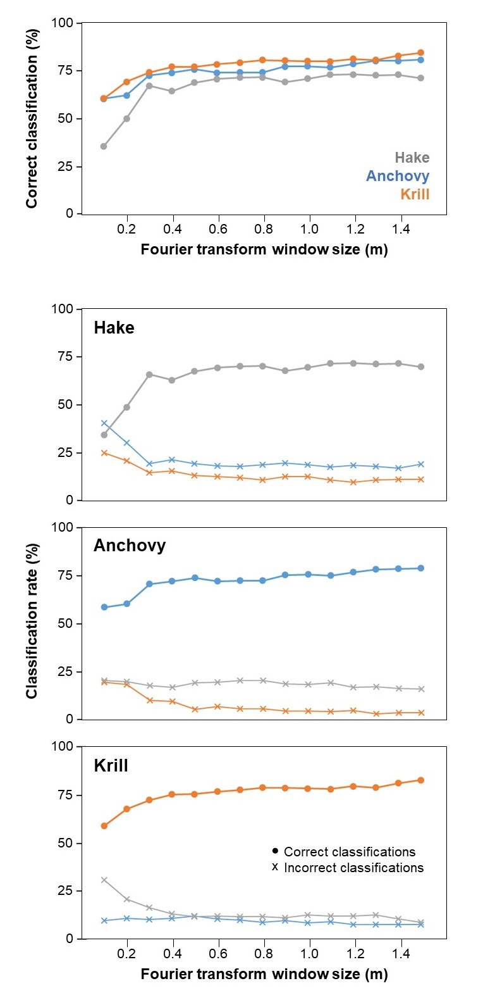 100
75
50
25
0
Correct classification (%)
Hake
Anchovy
Krill
0.2 0.4 0.6 0.8 1.0 1.2 1.4
Fourier transform window size (m)
100
75
50
25
0
Hake
Classification rate (%)
100
75
50
25
0
Anchovy
100
75
50
25
0
Krill
Correct classifications
x Incorrect classifications
0.2 0.4 0.6 0.8 1.0 1.2 1.4
Fourier transform window size (m)